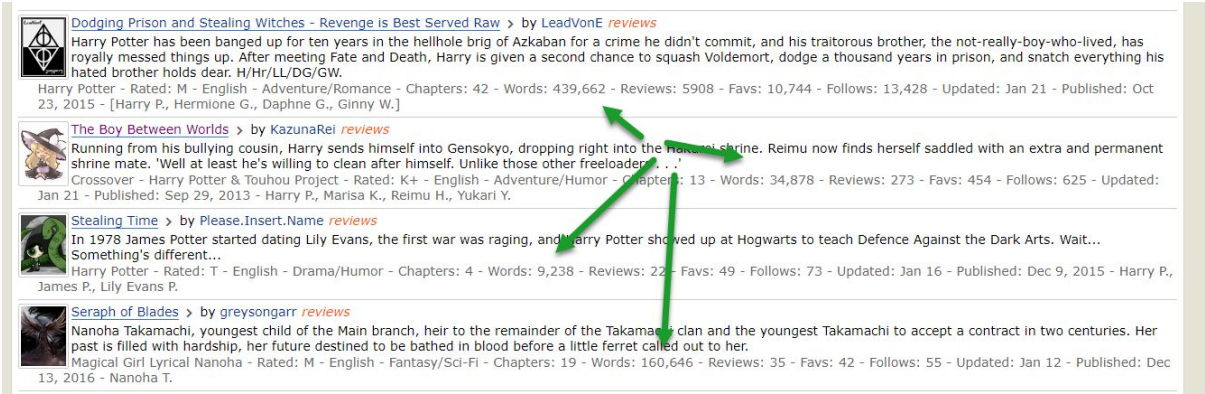 Dodging Prison and Stealing Witches - Revenge is Best Served Raw > by LeadVonE reviews
Harry Potter has been banged up for ten years in the hellhole brig of Azkaban for a crime he didn't commit, and his traitorous brother, the not-really-boy-who-lived, has
royally messed things up. After meeting Fate and Death, Harry is given a second chance to squash Voldemort, dodge a thousand years in prison, and snatch everything his
hated brother holds dear. H/Hr/LL/DG/GW.
Harry Potter - Rated: M - English - Adventure/Romance - Chapters: 42 - Words: 439,662 - Reviews: 5908 - Favs: 10,744 - Follows: 13,428 - Updated: Jan 21 - Published: Oct
23, 2015 - [Harry P., Hermione G., Daphne G., Ginny W.]
The Boy Between Worlds > by KazunaRei reviews
Running from his bullying cousin, Harry sends himself into Gensokyo, dropping right into the Hakurei shrine. Reimu now finds herself saddled with an extra and permanent
shrine mate. 'Well at least he's willing to clean after himself. Unlike those other freeloaders . . .'
Crossover - Harry Potter & Touhou Project - Rated: K+ - English - Adventure/Humor - Chapters: 13 - Words: 34,878 - Reviews: 273 - Favs: 454 - Follows: 625 - Updated:
Jan 21 - Published: Sep 29, 2013 - Harry P., Marisa K., Reimu H., Yukari Y.
Stealing Time > by Please.Insert.Name reviews
In 1978 James Potter started dating Lily Evans, the first war was raging, and Harry Potter showed up at Hogwarts to teach Defence Against the Dark Arts. Wait...
Something's different...
Harry Potter - Rated: T - English - Drama/Humor - Chapters: 4 - Words: 9,238 - Reviews: 22 - Favs: 49 - Follows: 73 - Updated: Jan 16 - Published: Dec 9, 2015 - Harry P.,
James P., Lily Evans P.
Seraph of Blades > by greysongarr reviews
Nanoha Takamachi, youngest child of the Main branch, heir to the remainder of the Takamachi clan and the youngest Takamachi to accept a contract in two centuries. Her
past is filled with hardship, her future destined to be bathed in blood before a little ferret called out to her.
Magical Girl Lyrical Nanoha - Rated: M - English - Fantasy/Sci-Fi - Chapters: 19 - Words: 160,646 - Reviews: 35 - Favs: 42 - Follows: 55 - Updated: Jan 12 - Published: Dec
13, 2016 - Nanoha T.